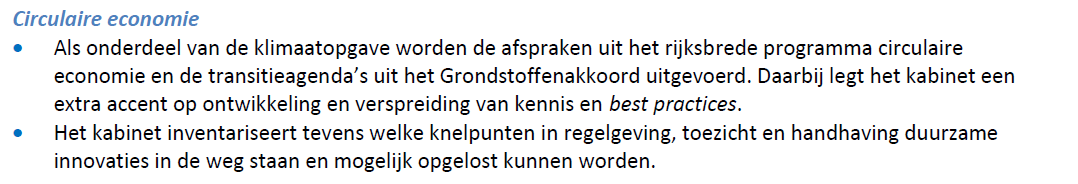 Circulaire economie
• Als onderdeel van de klimaatopgave worden de afspraken uit het rijksbrede programma circulaire
economie en de transitieagenda’s uit het Grondstoffenakkoord uitgevoerd. Daarbij legt het kabinet een
extra accent op ontwikkeling en verspreiding van kennis en best practices.
• Het kabinet inventariseert tevens welke knelpunten in regelgeving, toezicht en handhaving duurzame
innovaties in de weg staan en mogelijk opgelost kunnen worden.